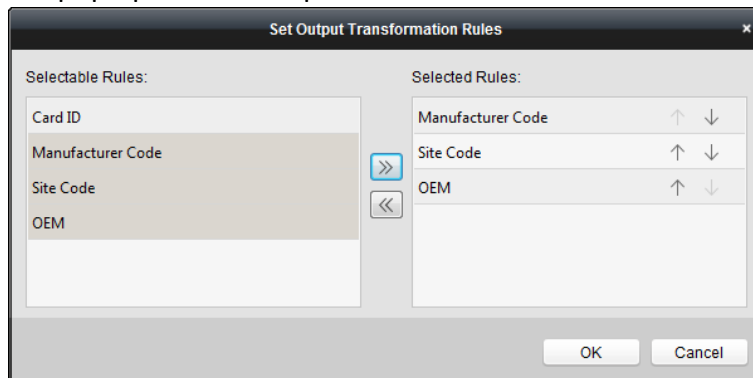 Set Output Transformation Rules
Selectable Rules:
Card ID
Manufacturer Code
Site Code
OEM
Selected Rules:
Manufacturer Code
Site Code
OEM
OK
Cancel